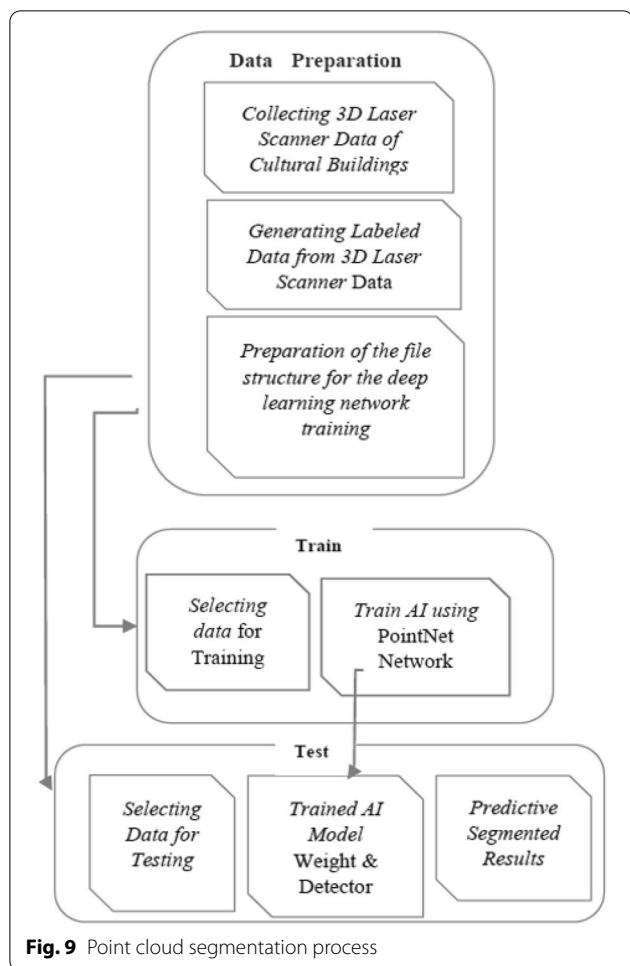 Data Preparation
Collecting 3D Laser
Scanner Data of
Cultural Buildings
Generating Labeled
Data from 3D Laser
Scanner Data
Preparation of the file
structure for the deep
learning network
training
Train
Selecting
data for
Training
Train AI using
PointNet
Network
Test
Selecting
Data for
Testing
Trained AI
Model
Weight &
Detector
Predictive
Segmented
Results
Fig. 9 Point cloud segmentation process